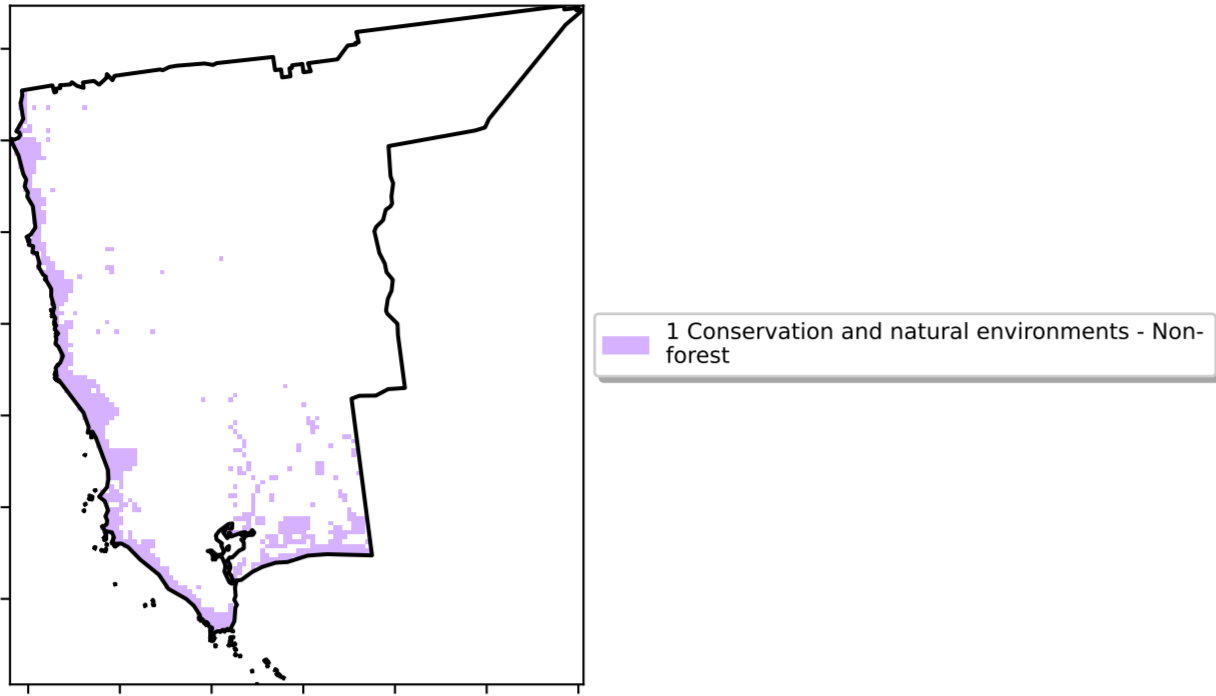 1 Conservation and natural environments - Non-
forest